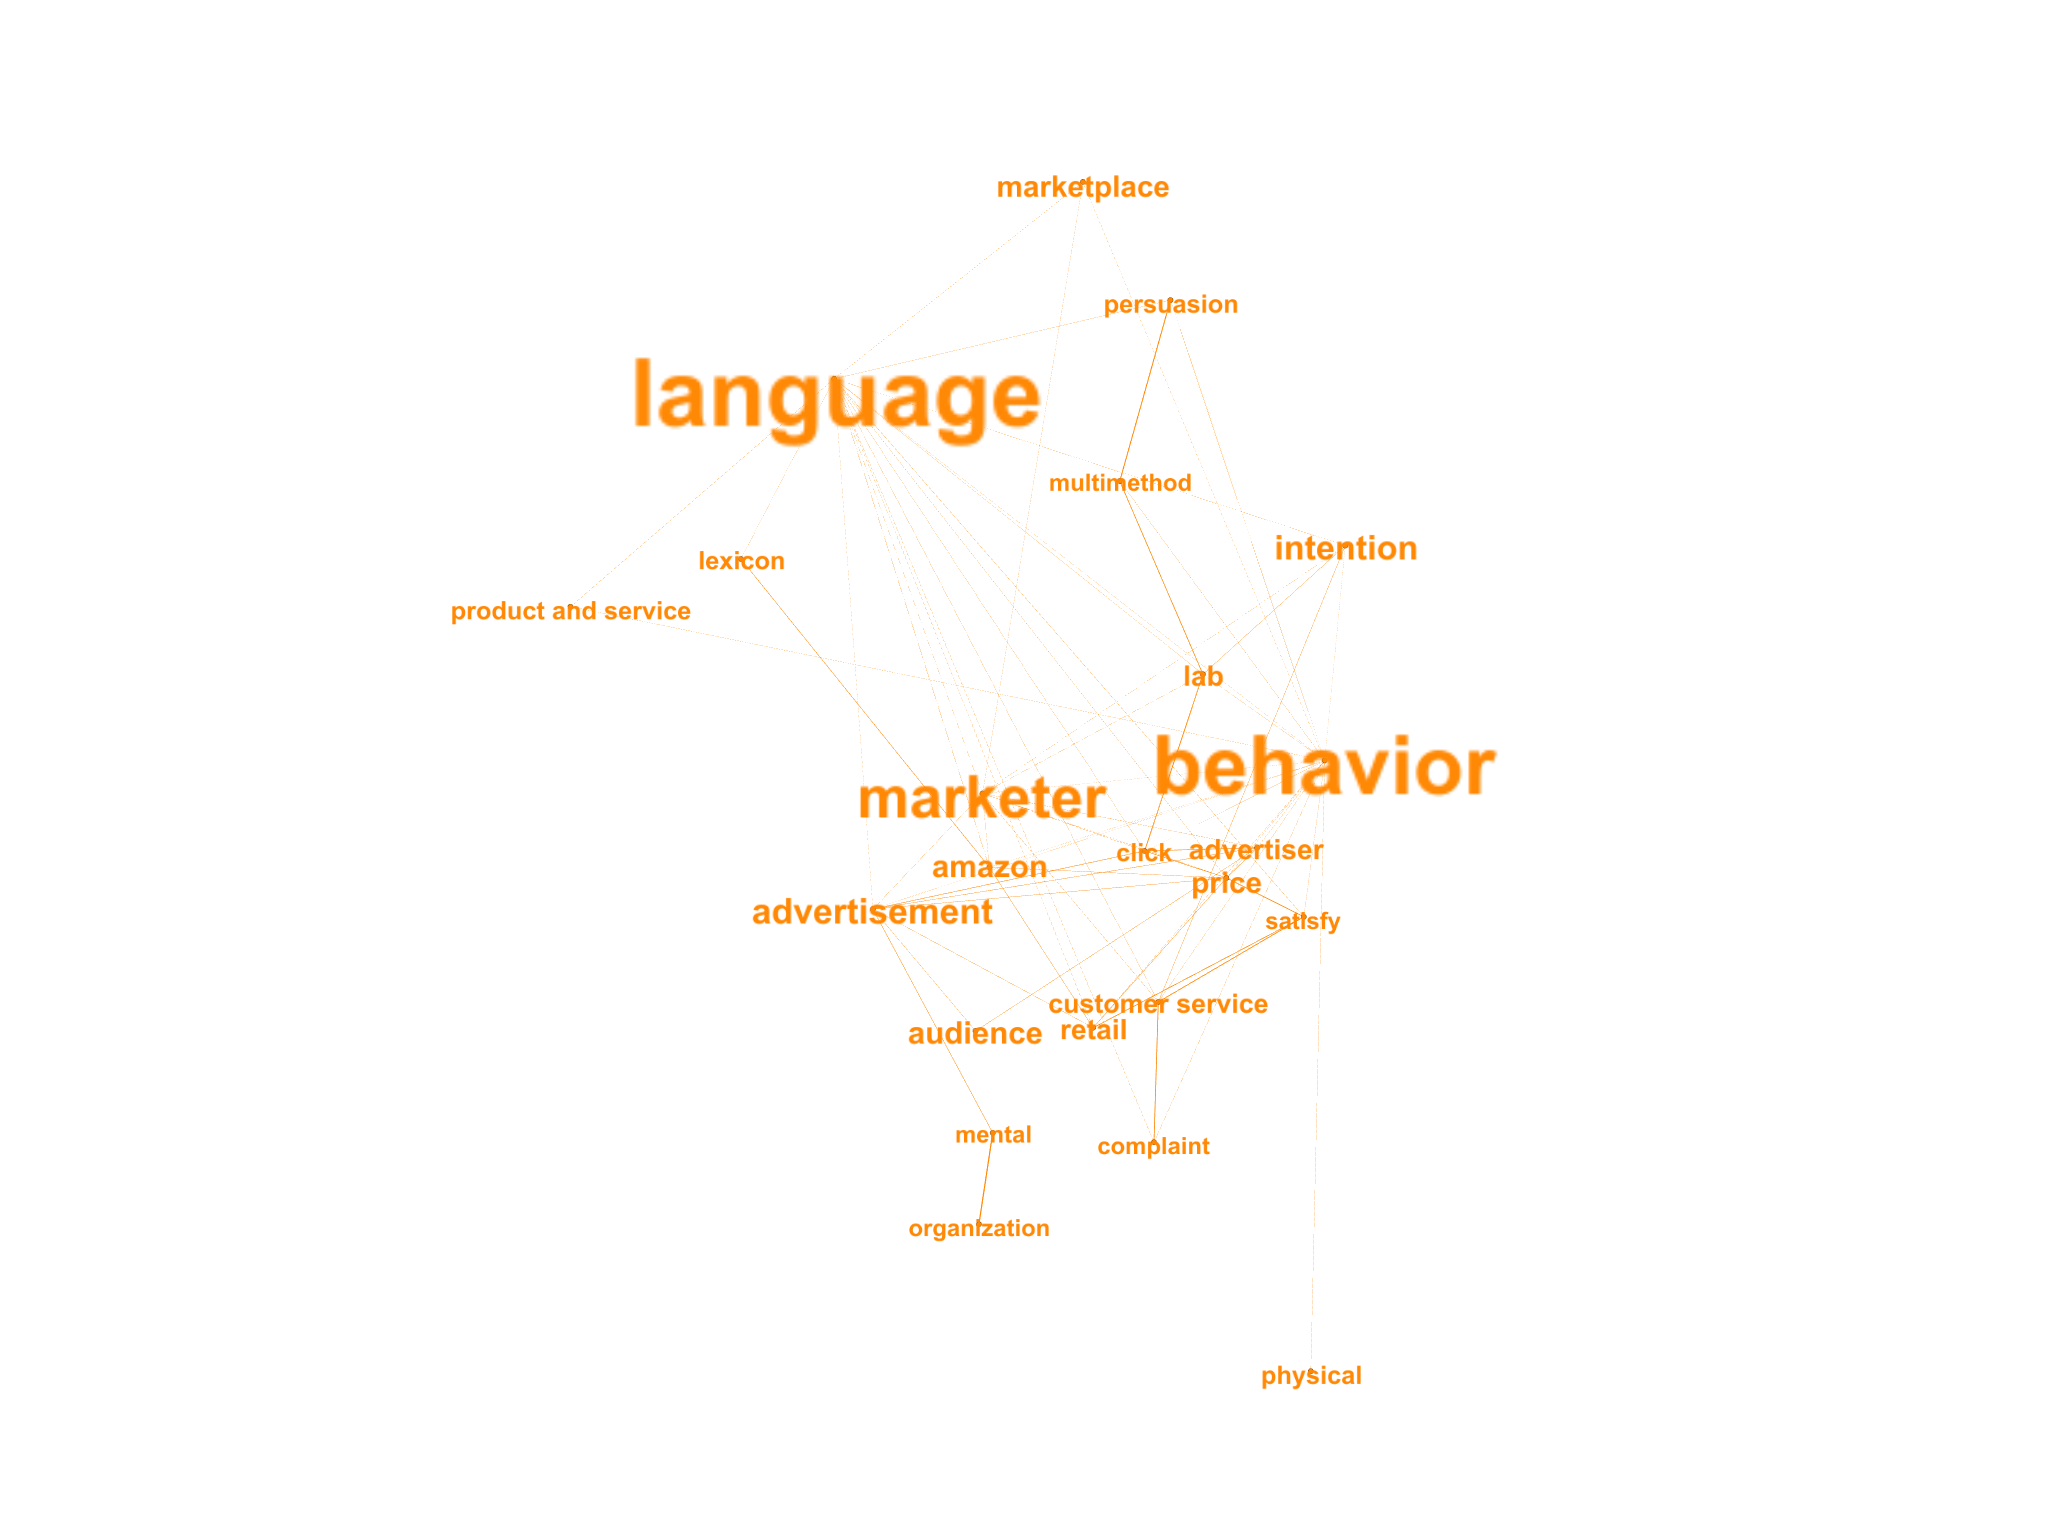 marketplace
persuasion
language
multimethod
intention
lexicon
product and service
lab
behavior
marketer
click
advertiser
amazon
price
advertisement
satisfy
customer service
audience
retail
mental
complaint
organization
physical